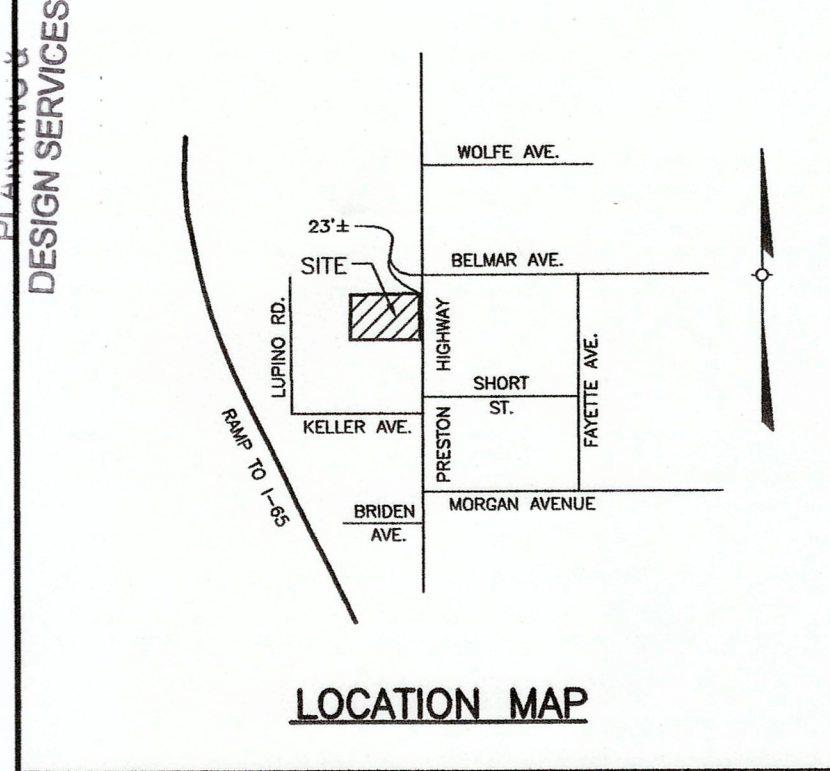 DESIGN SERVICES
WOLFE AVE.
23'±
BELMAR AVE.
SITE
LUPINO RD.
HIGHWAY
SHORT
ST.
FAYETTE AVE.
KELLER AVE.
PRESTON
RAMP TO I-65
MORGAN AVENUE
BRIDEN
AVE.
LOCATION MAP